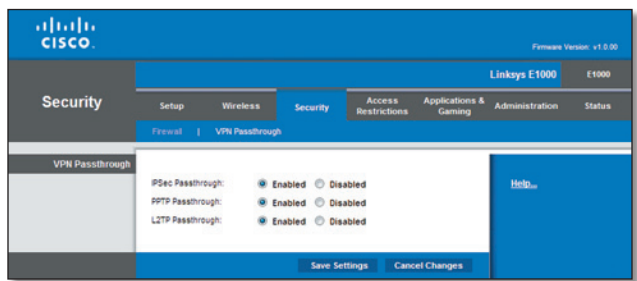 CISCO.
Firmware Version: v1.0.00
Linksys E1000 E1000
Security
Setup Wireless Security Access Restrictions Applications & Gaming Administration Status
Firewall | VPN Passthrough
VPN Passthrough
IPSec Passthrough: Enabled Disabled
PPTP Passthrough: Enabled Disabled
L2TP Passthrough: Enabled Disabled
Help...
Save Settings Cancel Changes